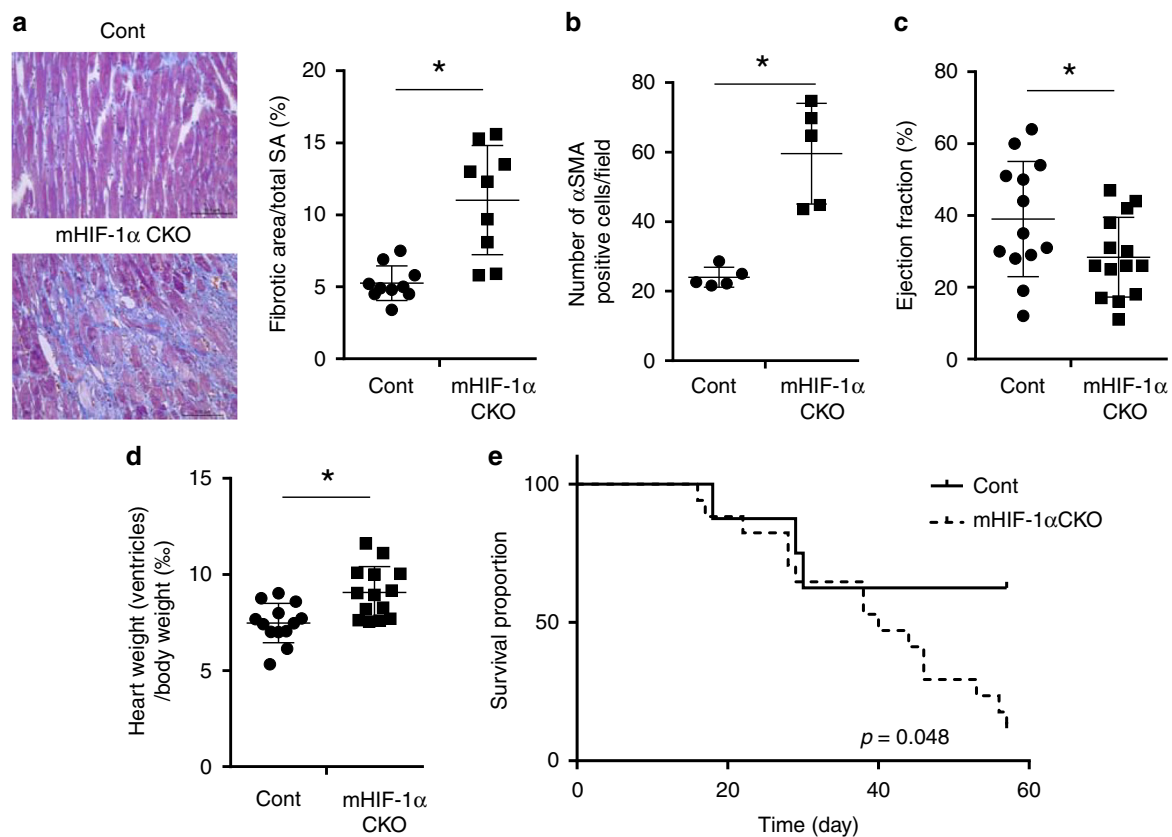 a
Cont
mHIF-1α CKO
Fibrotic area/total SA (%)
20
15
10
5
0
*
Cont
mHIF-1α
CKO
b
Number of αSMA
positive cells/field
80
60
40
20
0
*
Cont
mHIF-1α
CKO
c
Ejection fraction (%)
80
60
40
20
0
*
Cont
mHIF-1α
CKO
d
Heart weight (ventricles)
/body weight (‰)
15
10
5
0
*
Cont
mHIF-1α
CKO
e
Survival proportion
100
50
0
Cont
mHIF-1αCKO
p = 0.048
0
20
40
60
Time (day)